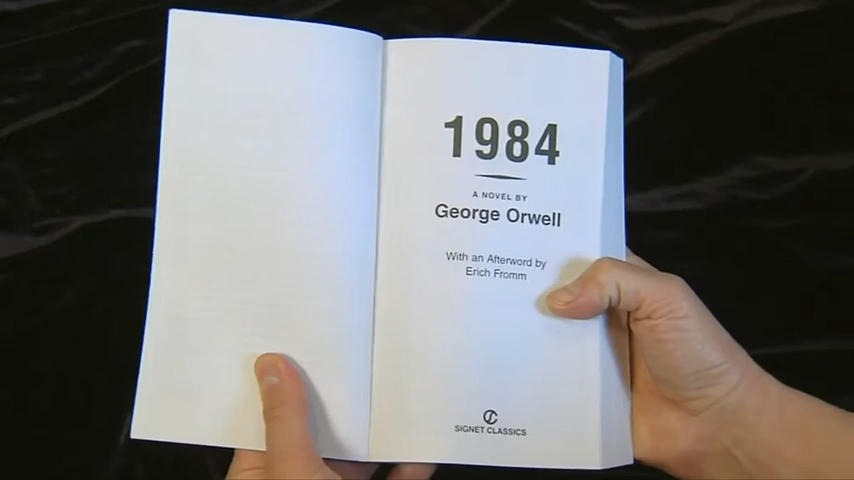 1984
A NOVEL BY
George Orwell
With an Afterword by
Erich Fromm
SIGNET CLASSICS